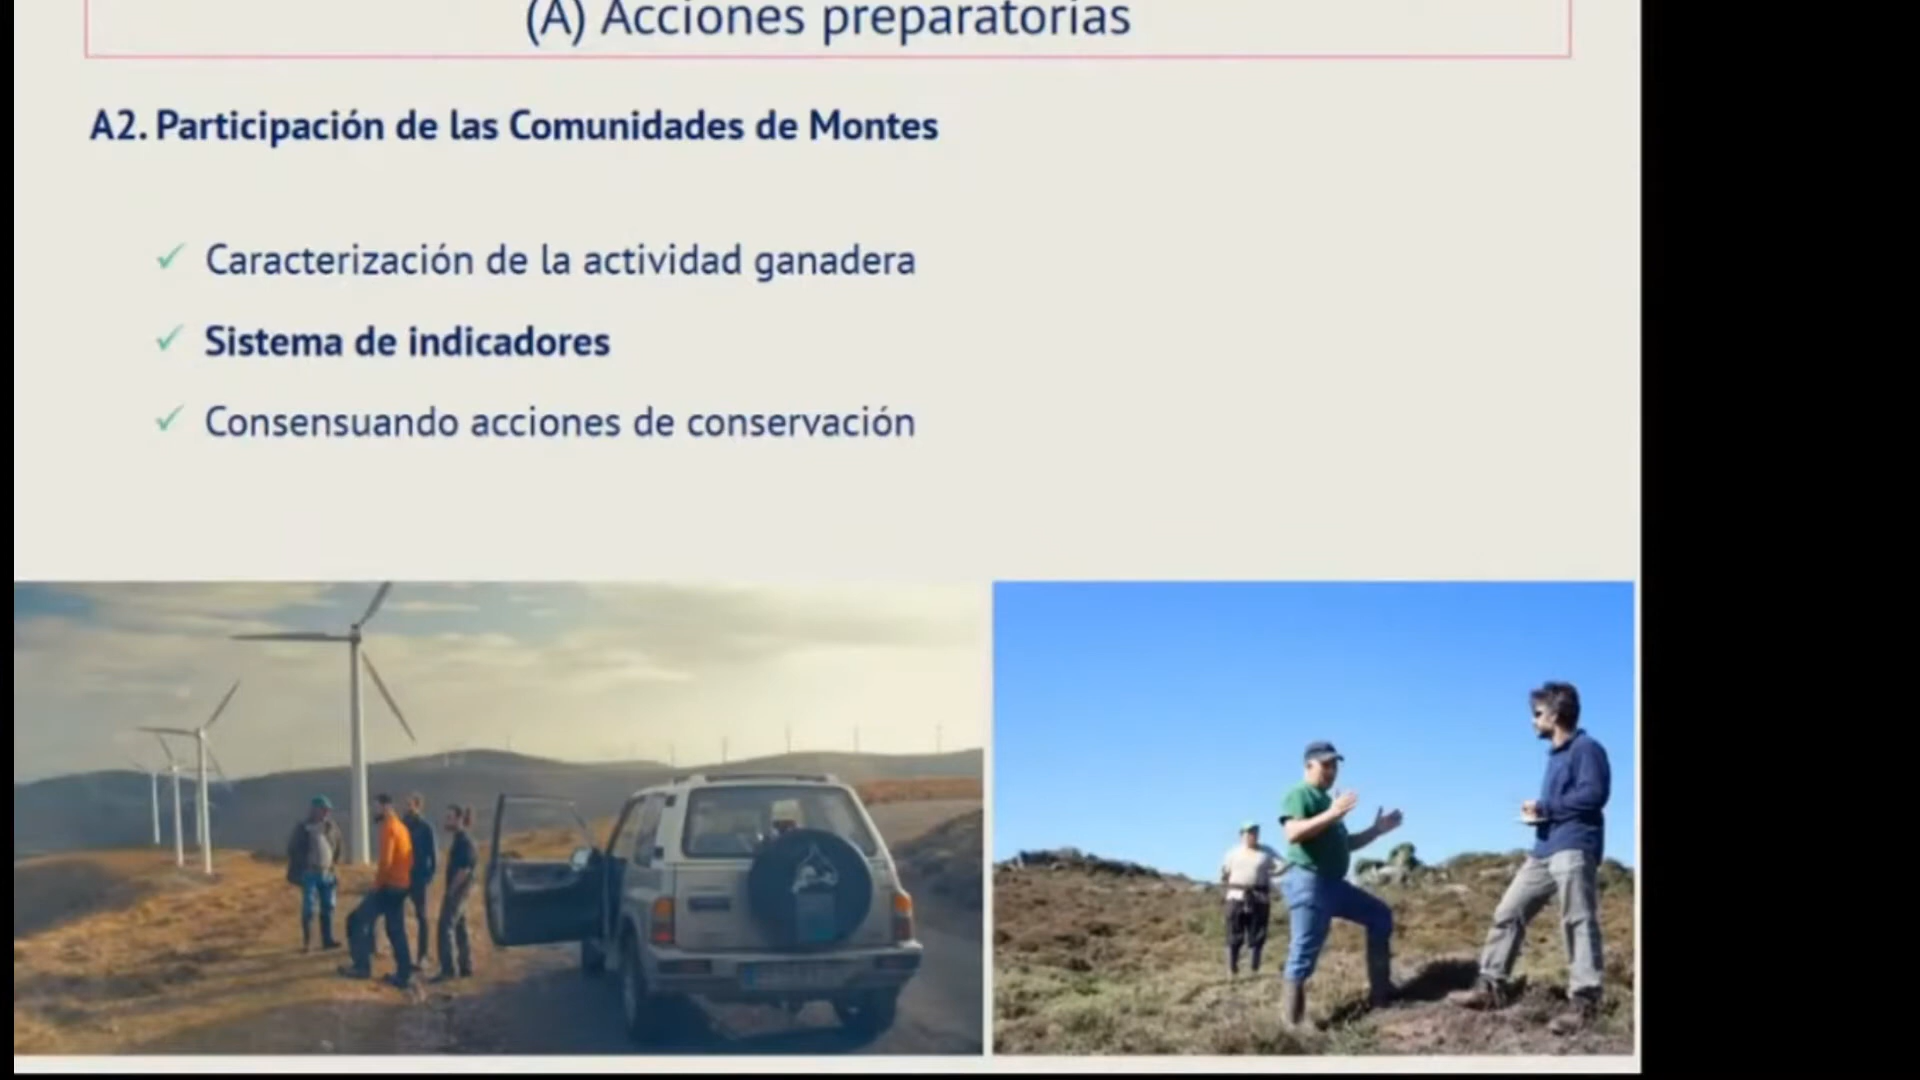 (A) Acciones preparatorias
A2. Participación de las Comunidades de Montes
✓ Caracterización de la actividad ganadera
✓ Sistema de indicadores
✓ Consensuando acciones de conservación